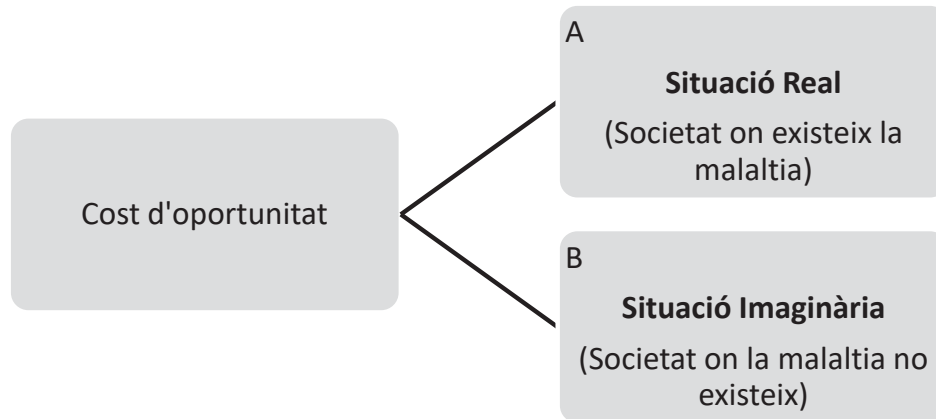 A
Situació Real
(Societat on existeix la
malaltia)
Cost d'oportunitat
B
Situació Imaginària
(Societat on la malaltia no
existeix)